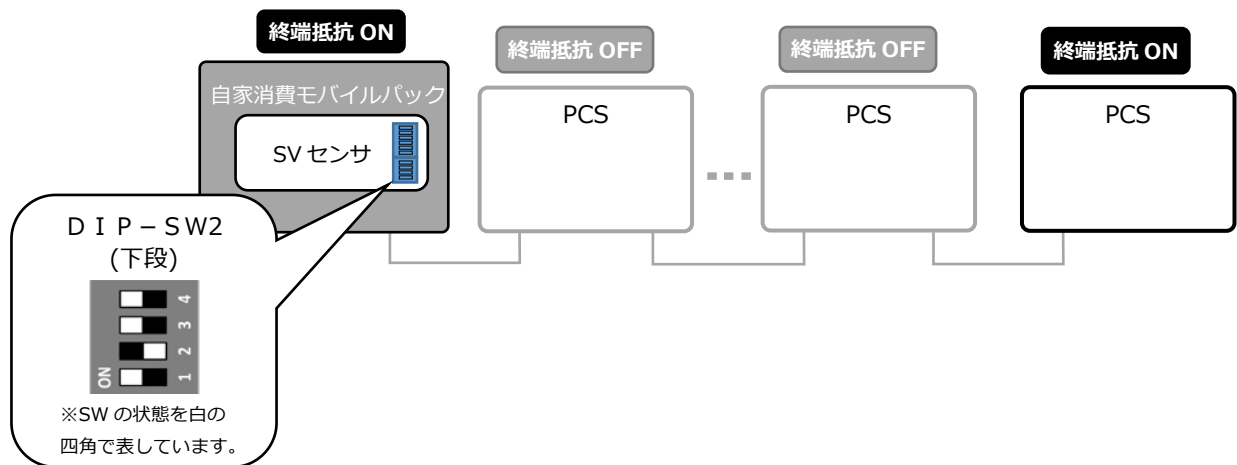 終端抵抗 ON
終端抵抗 OFF
終端抵抗 OFF
終端抵抗 ON
自家消費モバイルパック
SV センサ
PCS
PCS
PCS
ＤＩＰ－ＳＷ2
(下段)
4
3
2
ON 1
※SW の状態を白の
四角で表しています。